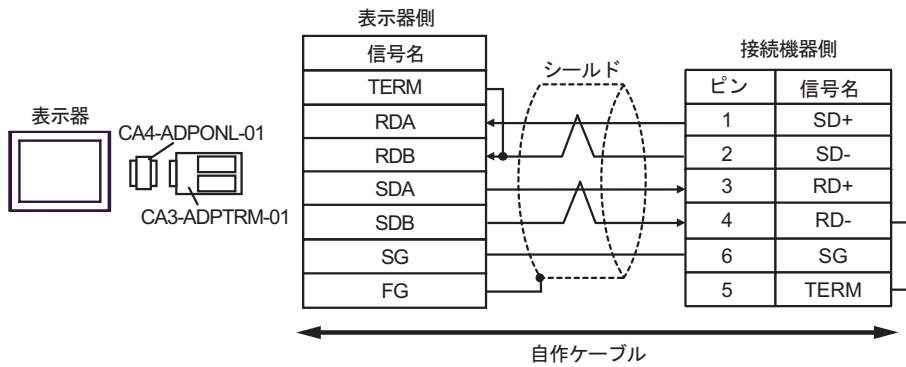 表示器
CA4-ADPONL-01
CA3-ADPTRM-01
表示器側
信号名
TERM
RDA
RDB
SDA
SDB
SG
FG
シールド
接続機器側
ピン 信号名
1 SD+
2 SD-
3 RD+
4 RD-
6 SG
5 TERM
自作ケーブル